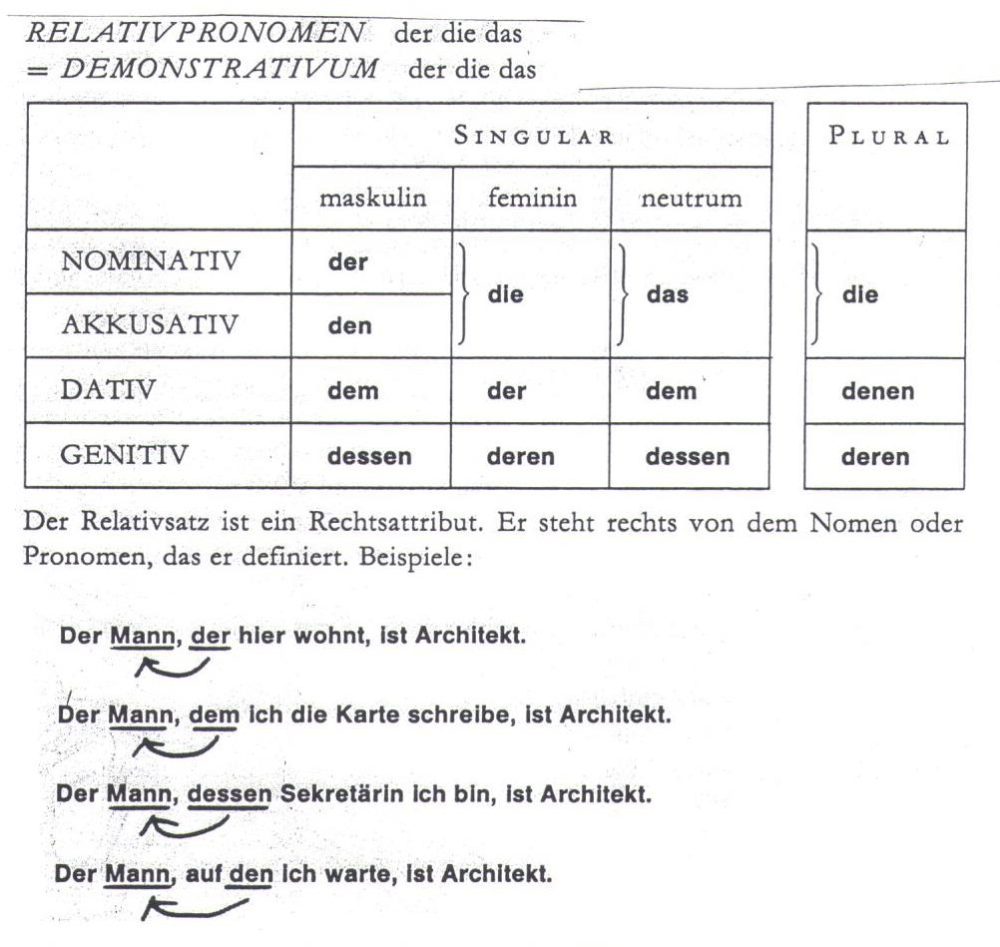 RELATIVPRONOMEN der die das
= DEMONSTRATIVUM der die das
SINGULAR PLURAL
maskulin feminin neutrum
NOMINATIV der
die das die
AKKUSATIV den
DATIV dem der dem denen
GENITIV dessen deren dessen deren
Der Relativsatz ist ein Rechtsattribut. Er steht rechts von dem Nomen oder
Pronomen, das er definiert. Beispiele:
Der Mann, der hier wohnt, ist Architekt.
Der Mann, dem ich die Karte schreibe, ist Architekt.
Der Mann, dessen Sekretärin ich bin, ist Architekt.
Der Mann, auf den ich warte, ist Architekt.